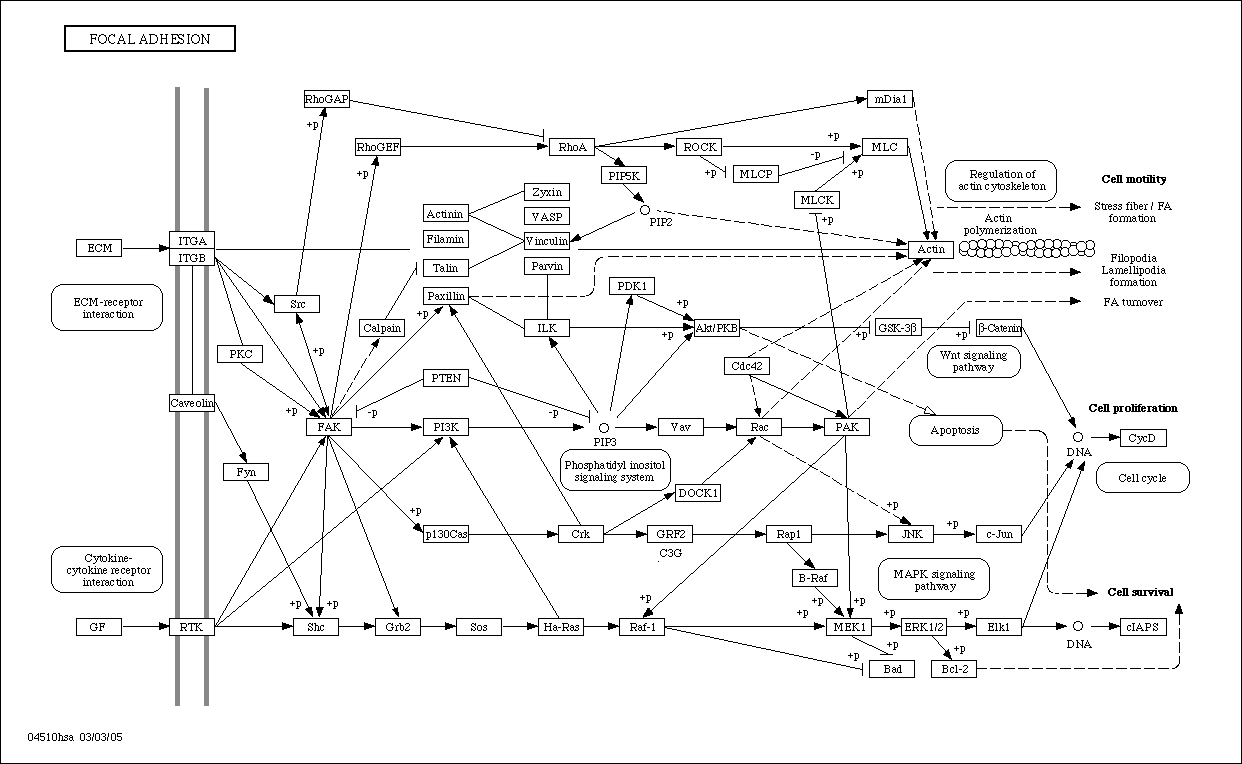 FOCAL ADHESION
RhoGAP
mDia1
+p
RhoGEF
RhoA
ROCK
+p
MLC
-p
+p
PIP5K
+p
MLCP
+p
Regulation of
actin cytoskeleton
Cell motility
Zyxin
MLCK
Actinin
VASP
PIP2
+p
Stress fiber / FA
formation
Actin
polymerization
ITGA
ECM
Filamin
Vinculin
Actin
ITGB
Talin
Parvin
Filopodia
Lamellipodia
formation
ECM-receptor
interaction
Src
Paxillin
PDK1
FA turnover
+p
+p
Calpain
ILK
+p
Akt/PKB
GSK-3β
+p
β-Catenin
PKC
+p
Wnt signaling
pathway
Cdc42
PTEN
Caveolin
+p
-p
-p
Cell proliferation
FAK
PI3K
PIP3
Vav
Rac
PAK
Apoptosis
DNA
CycD
Fyn
Phosphatidyl inositol
signaling system
Cell cycle
DOCK1
+p
+p
p130Cas
Crk
GRF2
C3G
Rap1
JNK
+p
c-Jun
Cytokine-
cytokine receptor
interaction
B-Raf
MAPK signaling
pathway
Cell survival
+p
+p
+p
+p
+p
+p
+p
+p
GF
RTK
Shc
Grb2
Sos
Ha-Ras
Raf-1
MEK1
ERK1/2
Elk1
DNA
cIAPS
+p
+p
+p
Bad
Bcl-2
04510hsa 03/03/05